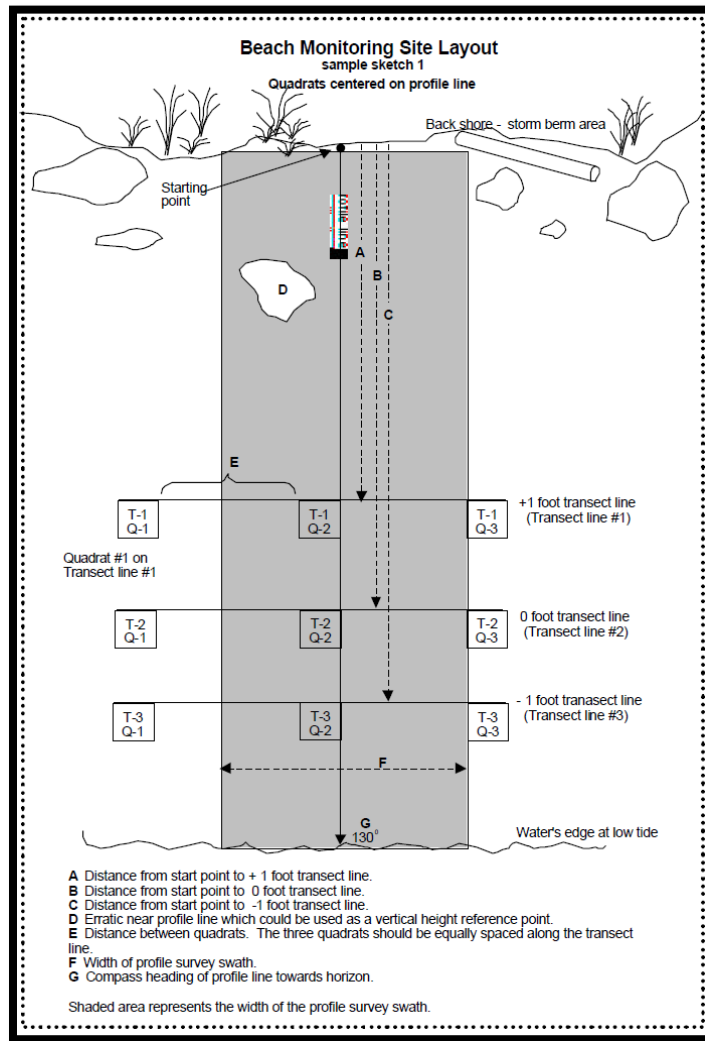 Beach Monitoring Site Layout
sample sketch 1
Quadrats centered on profile line
Back shore - storm berm area
Starting
point
rofile line
A
B
D
C
E
T-1
Q-1
T-1
Q-2
T-1
Q-3
+1 foot transect line
(Transect line #1)
Quadrat #1 on
Transect line #1
T-2
Q-1
T-2
Q-2
T-2
Q-3
0 foot transect line
(Transect line #2)
T-3
Q-1
T-3
Q-2
T-3
Q-3
- 1 foot tranasect line
(Transect line #3)
F
G
130°
Water's edge at low tide
A Distance from start point to + 1 foot transect line.
B Distance from start point to 0 foot transect line.
C Distance from start point to -1 foot transect line.
D Erratic near profile line which could be used as a vertical height reference point.
E Distance between quadrats. The three quadrats should be equally spaced along the transect
line.
F Width of profile survey swath.
G Compass heading of profile line towards horizon.
Shaded area represents the width of the profile survey swath.